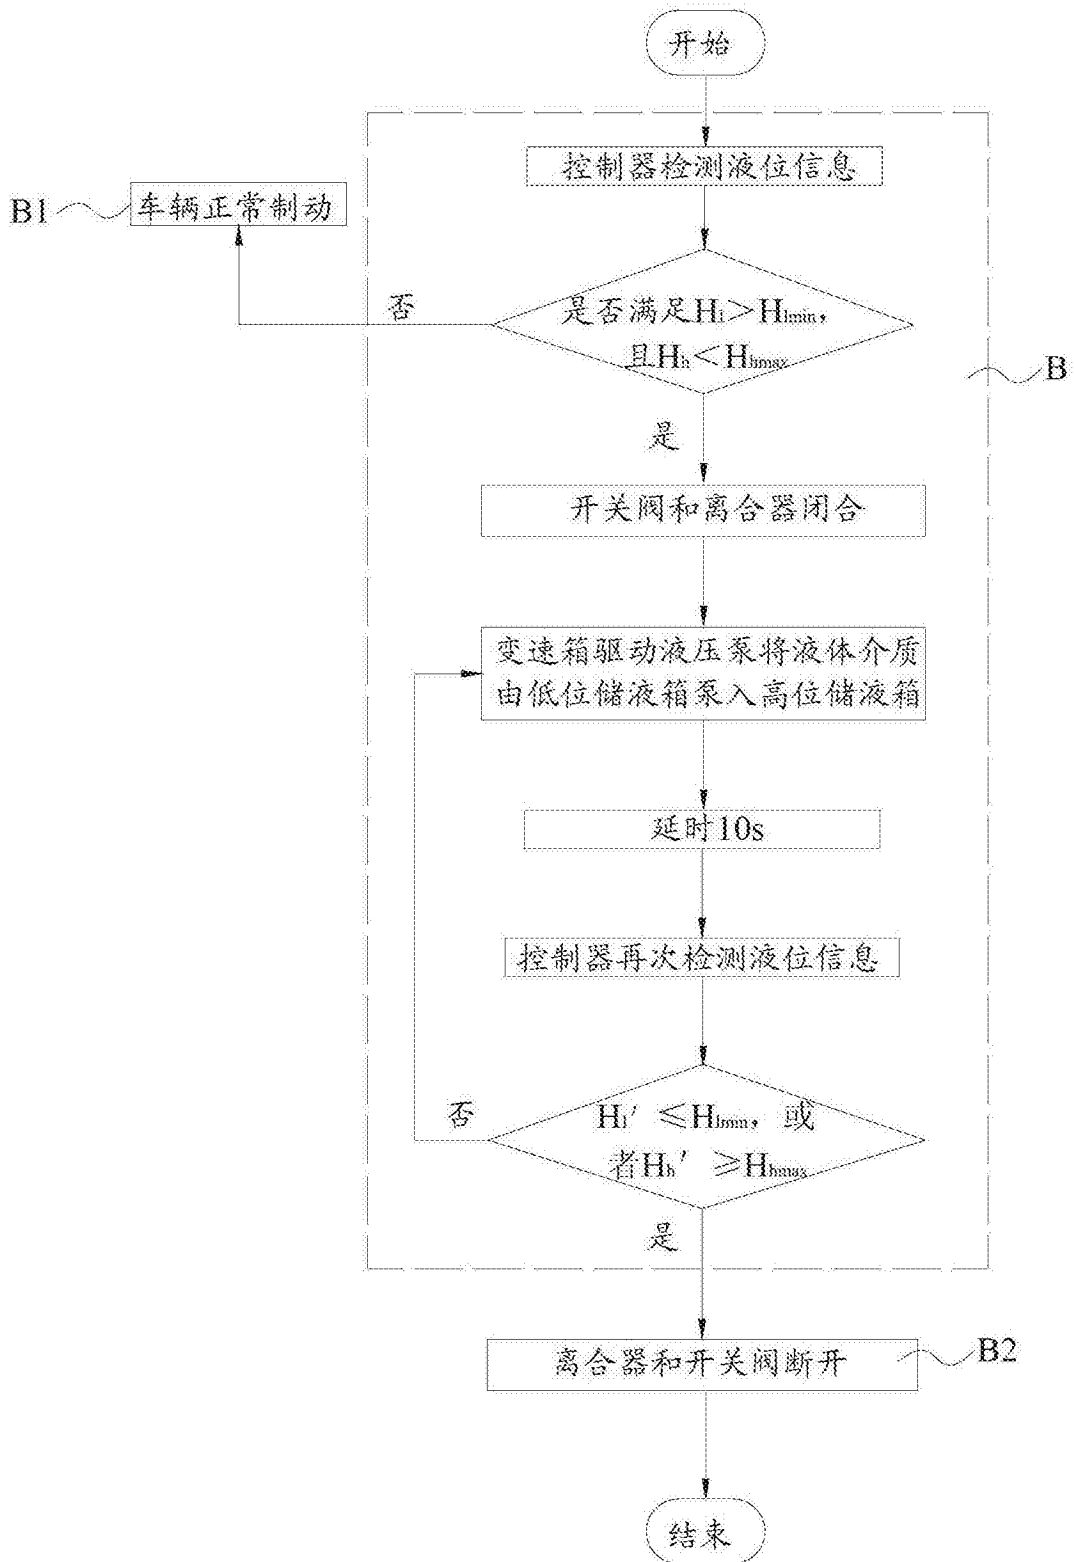 开始
控制器检测液位信息
B1
车辆正常制动
否
是否满足Hl>Hlmin,
且Hh<Hhmax
B
是
开关阀和离合器闭合
变速箱驱动液压泵将液体介质
由低位储液箱泵入高位储液箱
延时10s
控制器再次检测液位信息
否
Hl′ ≤Hlmin, 或
者Hh′ ≥Hhmax
是
离合器和开关阀断开
B2
结束